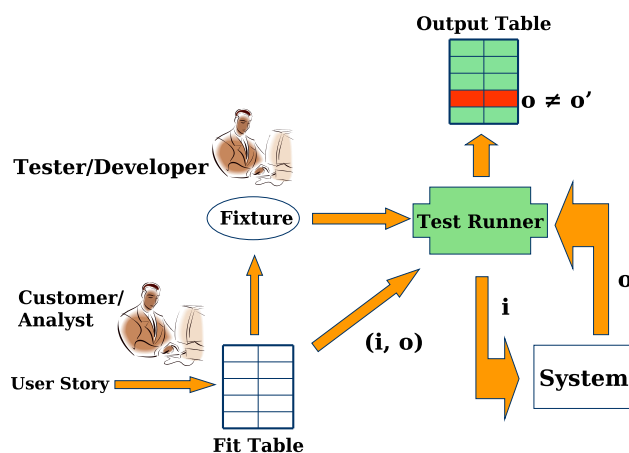 Output Table
o ≠ o’
Tester/Developer
Fixture
Test Runner
Customer/
Analyst
i
o
(i, o)
User Story
System
Fit Table